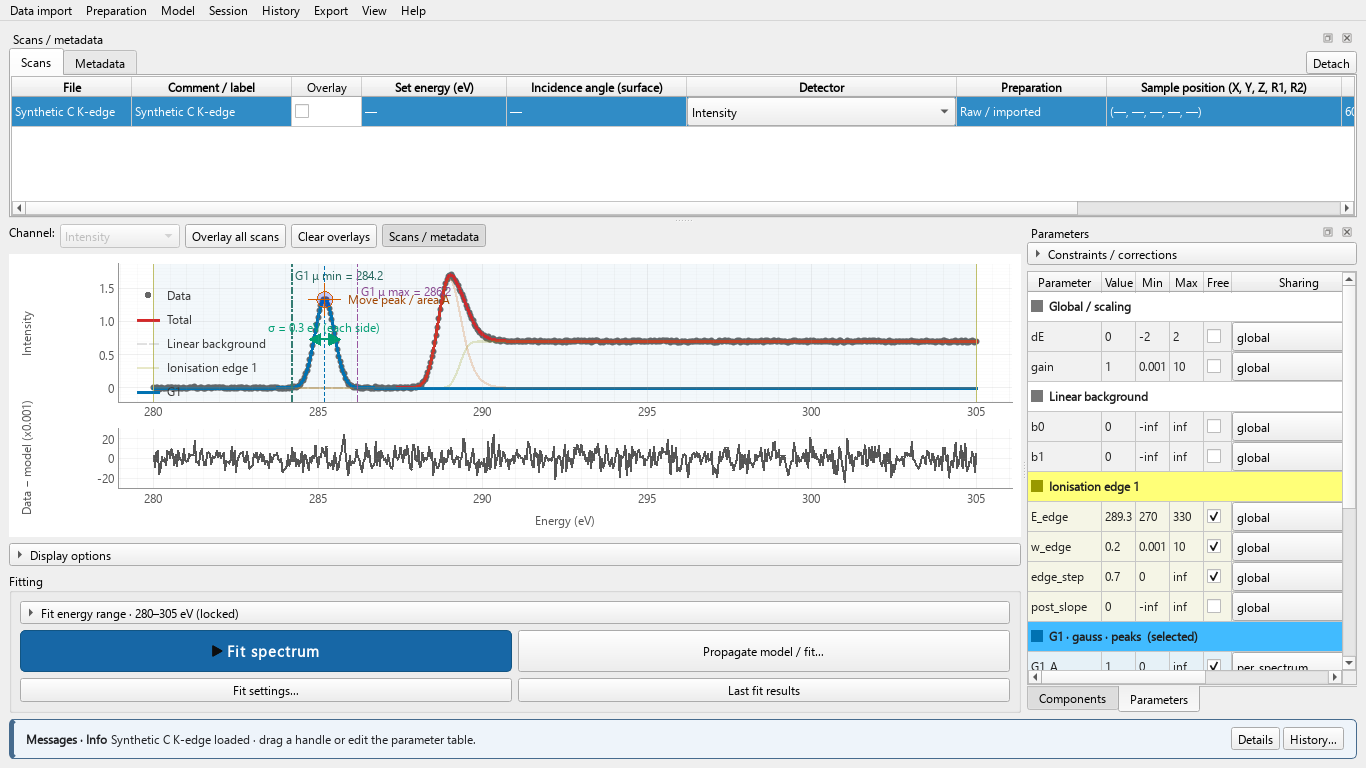 Data import Preparation Model Session History Export View Help
Scans / metadata
Scans Metadata Detach
File Comment / label Overlay Set energy (eV) Incidence angle (surface) Detector Preparation Sample position (X, Y, Z, R1, R2)
Synthetic C K-edge Synthetic C K-edge — — Intensity Raw / imported (—, —, —, —, —) 60
Channel: Intensity Overlay all scans Clear overlays Scans / metadata
Intensity
1.5
1.0
0.5
0
G1 μ min = 284.2
G1 μ max = 286.2
Move peak / area A
σ = 0.3 eV (each side)
Data
Total
Linear background
Ionisation edge 1
G1
280 285 290 295 300 305
Data − model (x0.001)
20
0
-20
280 285 290 295 300 305
Energy (eV)
Display options
Fitting
Fit energy range · 280–305 eV (locked)
Fit spectrum Propagate model / fit...
Fit settings... Last fit results
Parameters
Constraints / corrections
Parameter Value Min Max Free Sharing
Global / scaling
dE 0 -2 2 global
gain 1 0.001 10 global
Linear background
b0 0 -inf inf global
b1 0 -inf inf global
Ionisation edge 1
E_edge 289.3 270 330 global
w_edge 0.2 0.001 10 global
edge_step 0.7 0 inf global
post_slope 0 -inf inf global
G1 · gauss · peaks (selected)
G1_A 1 0 inf per_spectrum
Components Parameters
Messages · Info Synthetic C K-edge loaded · drag a handle or edit the parameter table. Details History...